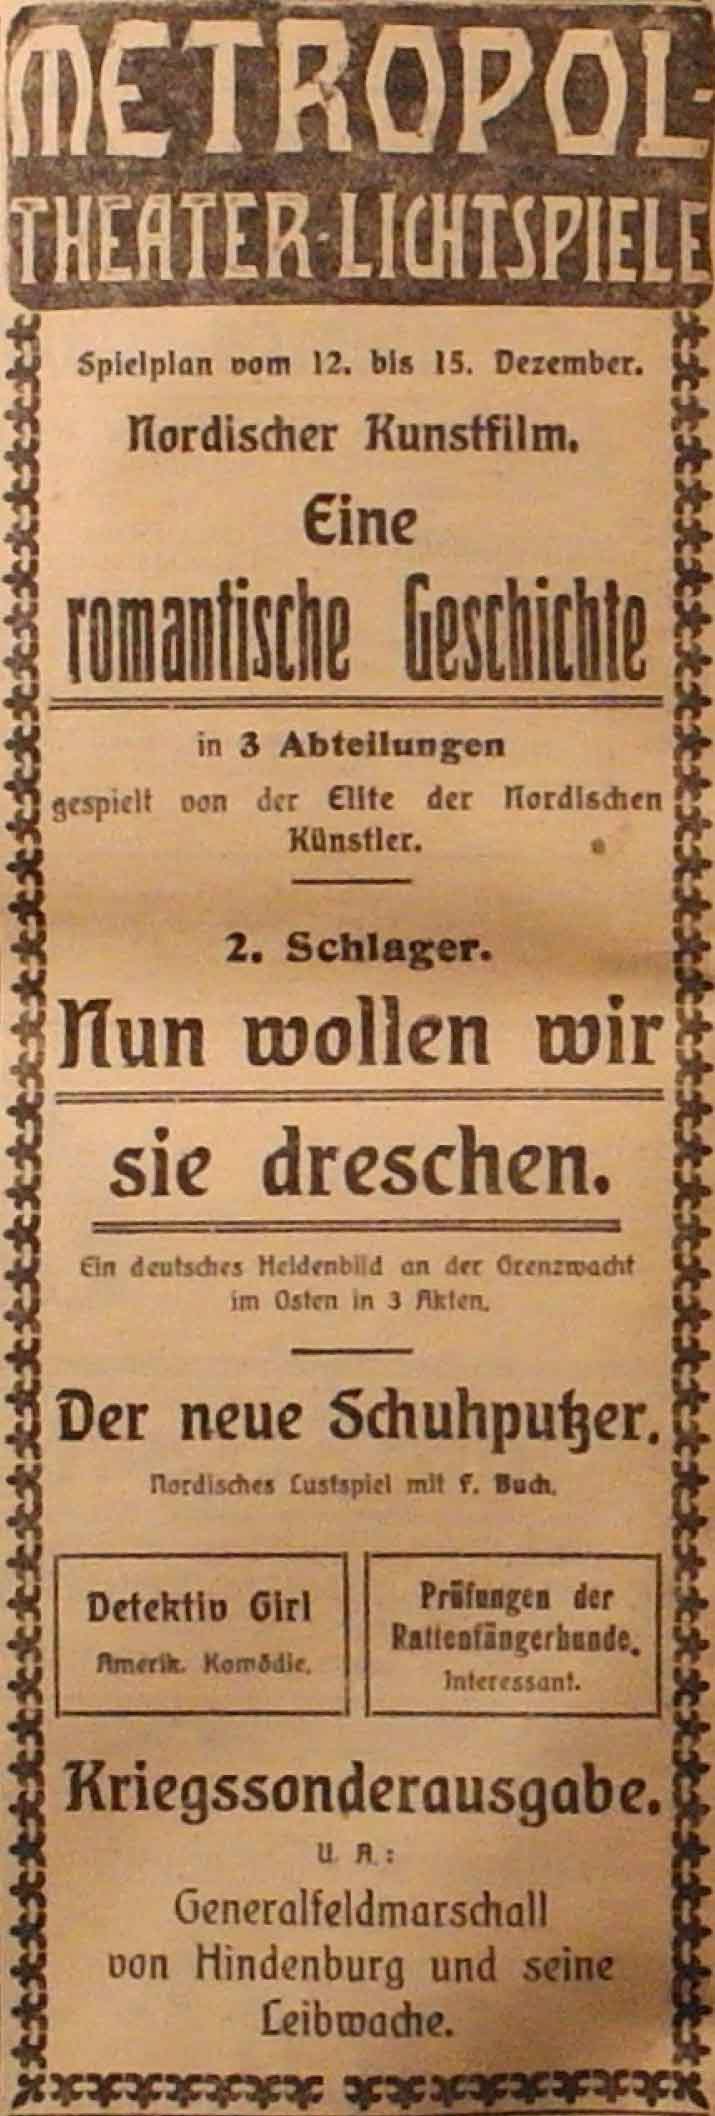 METROPOL-
THEATER-LICHTSPIELE
Spielplan vom 12. bis 15. Dezember.
Nordischer Kunstfilm.
Eine
romantische Geschichte
in 3 Abteilungen
gespielt von der Elite der Nordischen
Künstler.
2. Schlager.
Nun wollen wir
sie dreschen.
Ein deutsches Heldenbild an der Grenzwacht
im Osten in 3 Akten.
Der neue Schuhputzer.
Nordisches Lustspiel mit F. Buch.
Detektiv Girl
Amerik. Komödie.
Prüfungen der
Rattenfängerhunde.
Interessant.
Kriegssonderausgabe.
U. A.:
Generalfeldmarschall
von Hindenburg und seine
Leibwache.